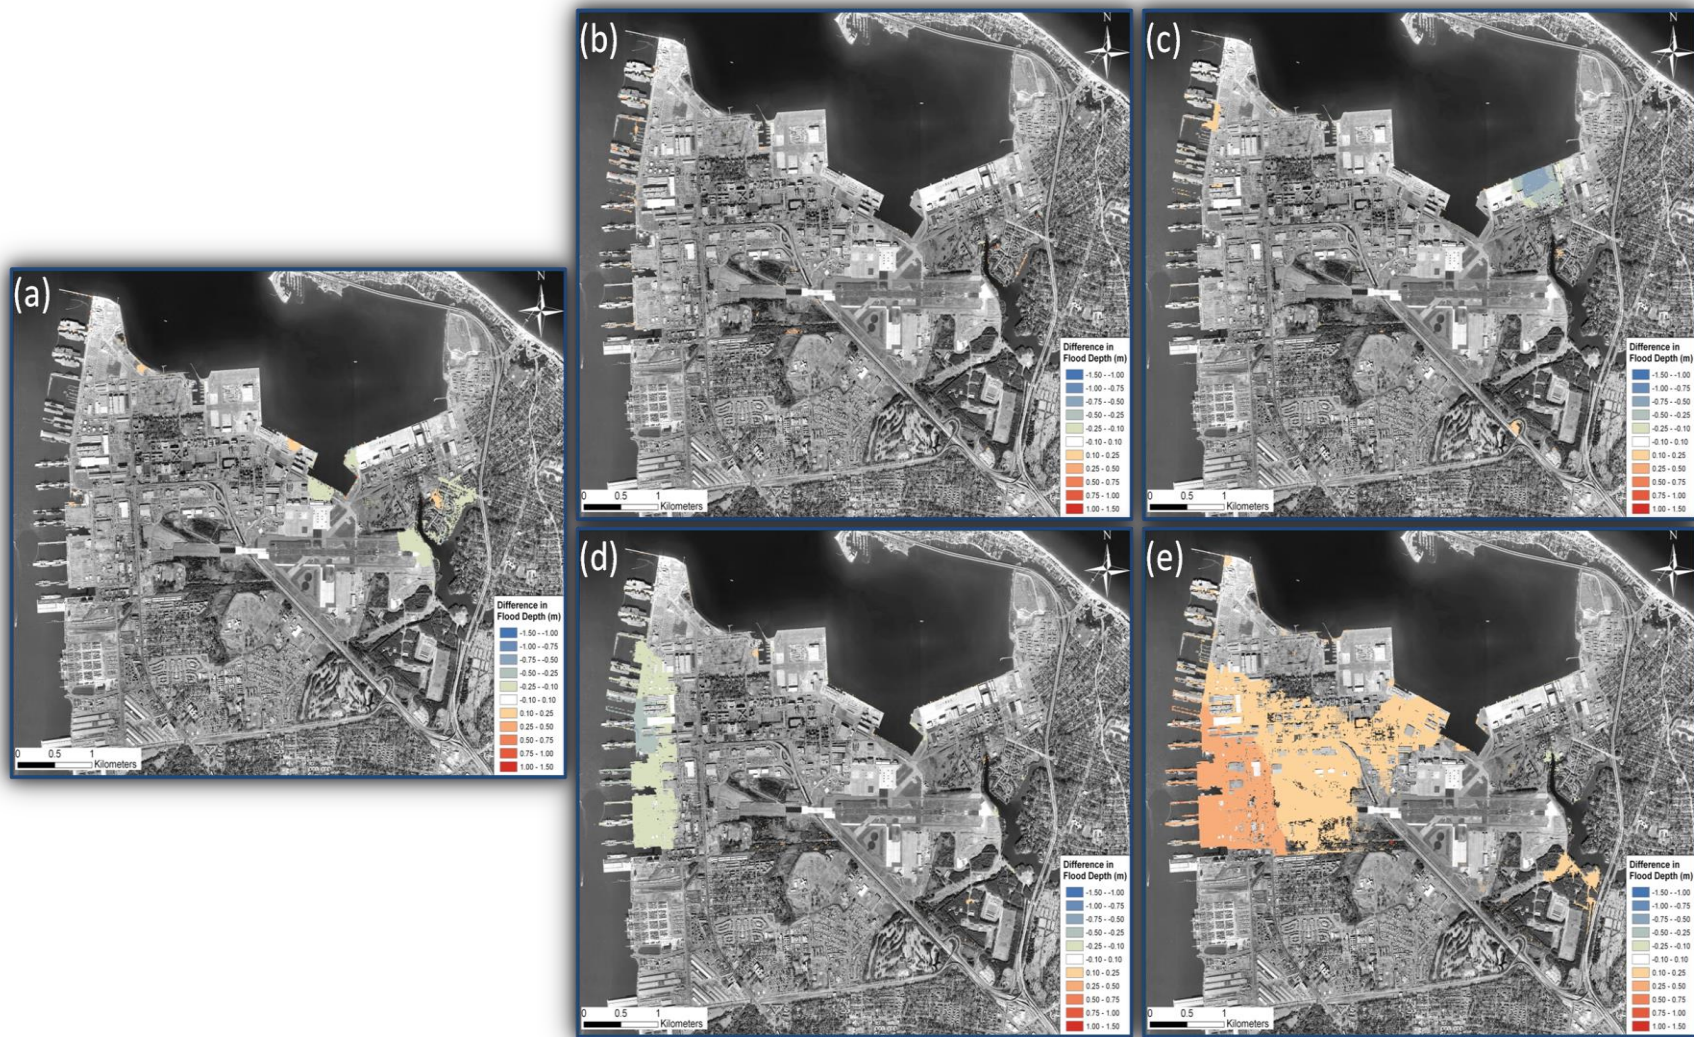 (a)
N
Difference in
Flood Depth (m)
-1.50 - -1.00
-1.00 - -0.75
-0.75 - -0.50
-0.50 - -0.25
-0.25 - -0.10
-0.10 - 0.10
0.10 - 0.25
0.25 - 0.50
0.50 - 0.75
0.75 - 1.00
1.00 - 1.50
0 0.5 1
Kilometers
(b)
N
Difference in
Flood Depth (m)
-1.50 - -1.00
-1.00 - -0.75
-0.75 - -0.50
-0.50 - -0.25
-0.25 - -0.10
-0.10 - 0.10
0.10 - 0.25
0.25 - 0.50
0.50 - 0.75
0.75 - 1.00
1.00 - 1.50
0 0.5 1
Kilometers
(c)
N
Difference in
Flood Depth (m)
-1.50 - -1.00
-1.00 - -0.75
-0.75 - -0.50
-0.50 - -0.25
-0.25 - -0.10
-0.10 - 0.10
0.10 - 0.25
0.25 - 0.50
0.50 - 0.75
0.75 - 1.00
1.00 - 1.50
0 0.5 1
Kilometers
(d)
N
Difference in
Flood Depth (m)
-1.50 - -1.00
-1.00 - -0.75
-0.75 - -0.50
-0.50 - -0.25
-0.25 - -0.10
-0.10 - 0.10
0.10 - 0.25
0.25 - 0.50
0.50 - 0.75
0.75 - 1.00
1.00 - 1.50
0 0.5 1
Kilometers
(e)
N
Difference in
Flood Depth (m)
-1.50 - -1.00
-1.00 - -0.75
-0.75 - -0.50
-0.50 - -0.25
-0.25 - -0.10
-0.10 - 0.10
0.10 - 0.25
0.25 - 0.50
0.50 - 0.75
0.75 - 1.00
1.00 - 1.50
0 0.5 1
Kilometers